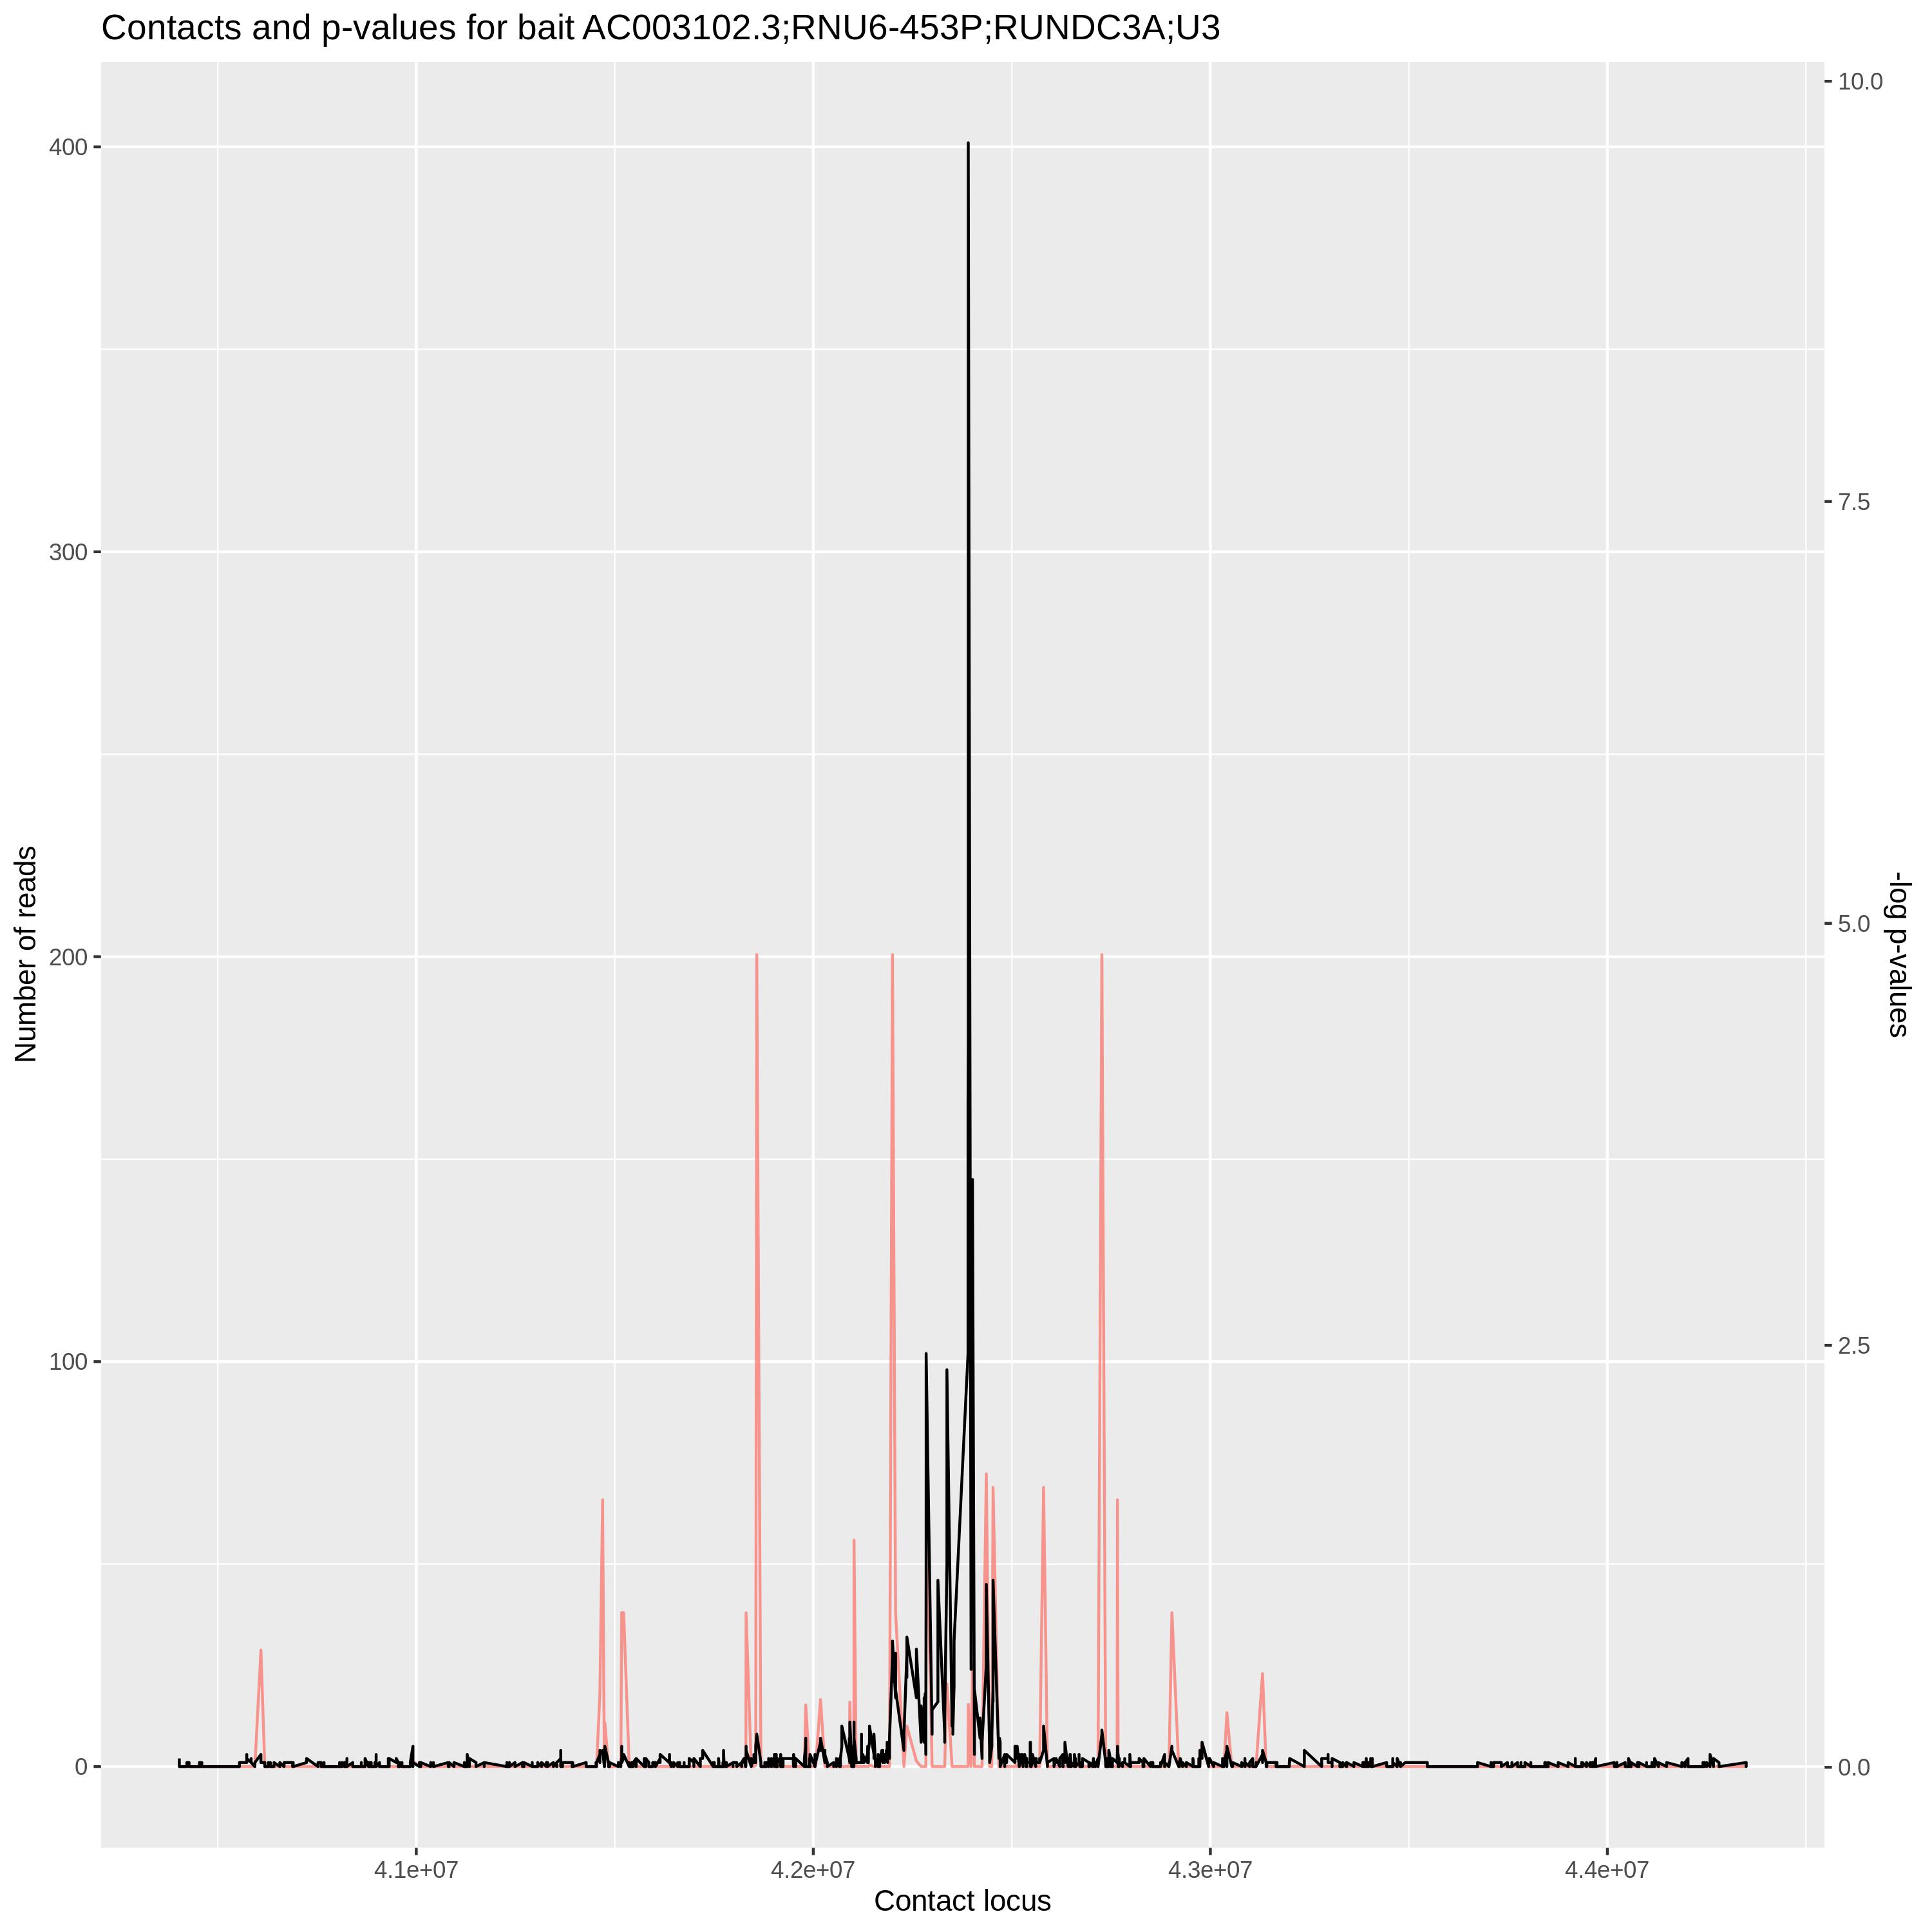 Contacts and p-values for bait AC003102.3;RNU6-453P;RUNDC3A;U3
400
300
200
100
0
Number of reads
10.0
7.5
5.0
2.5
0.0
-log p-values
4.1e+07
4.2e+07
4.3e+07
4.4e+07
Contact locus